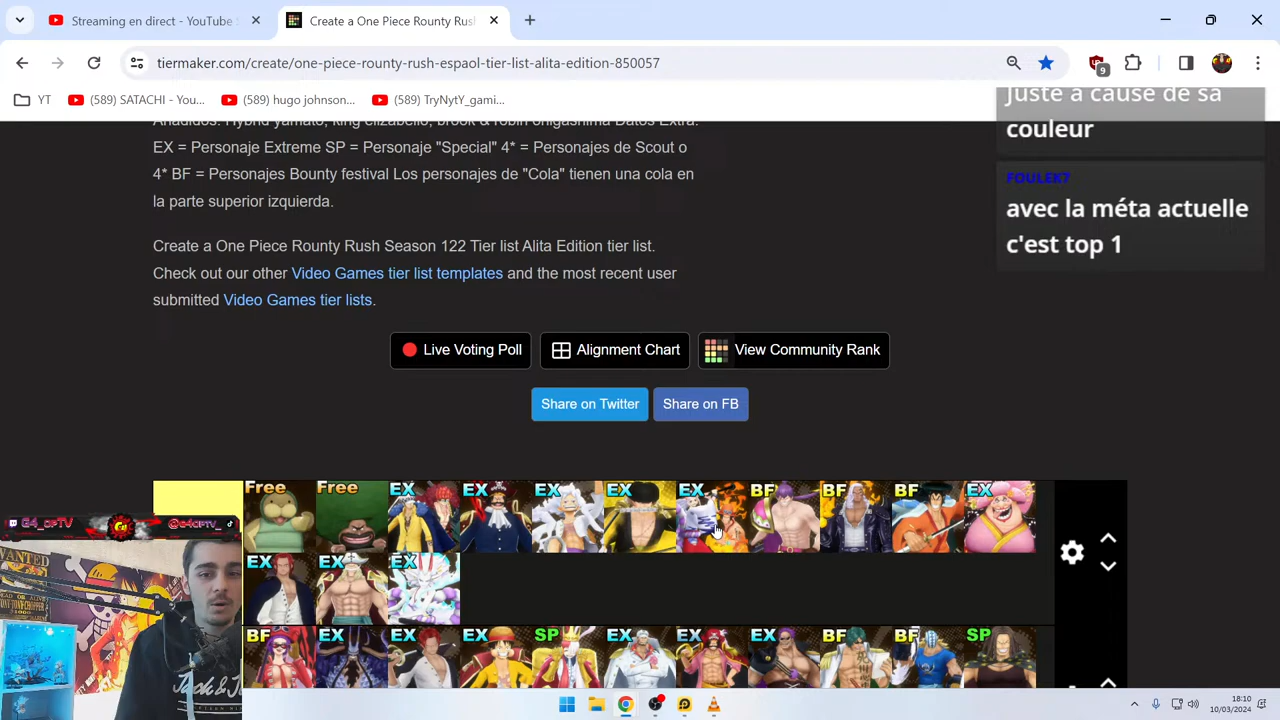 Streaming en direct - YouTube
Create a One Piece Rounty Rush
tiermaker.com/create/one-piece-rounty-rush-espaol-tier-list-alita-edition-850057
9
YT
(589) SATACHI - You...
(589) hugo johnson...
(589) TryNytY_gami...
Juste a cause de sa
couleur
FOULEK7
avec la méta actuelle
c'est top 1
Añadidos: Hybrid yamato, king elizabello, brook & robin onigashima Datos Extra:
EX = Personaje Extreme SP = Personaje "Special" 4* = Personajes de Scout o
4* BF = Personajes Bounty festival Los personajes de "Cola" tienen una cola en
la parte superior izquierda.
Create a One Piece Rounty Rush Season 122 Tier list Alita Edition tier list.
Check out our other Video Games tier list templates and the most recent user
submitted Video Games tier lists.
Live Voting Poll
Alignment Chart
View Community Rank
Share on Twitter
Share on FB
Free Free EX EX EX EX EX BF BF BF EX
EX EX EX
BF EX EX EX SP EX EX EX BF BF SP
G4_OPTV
@G4OPTV_
WANTED
DEAD OR ALIVE
18:10
10/03/2024